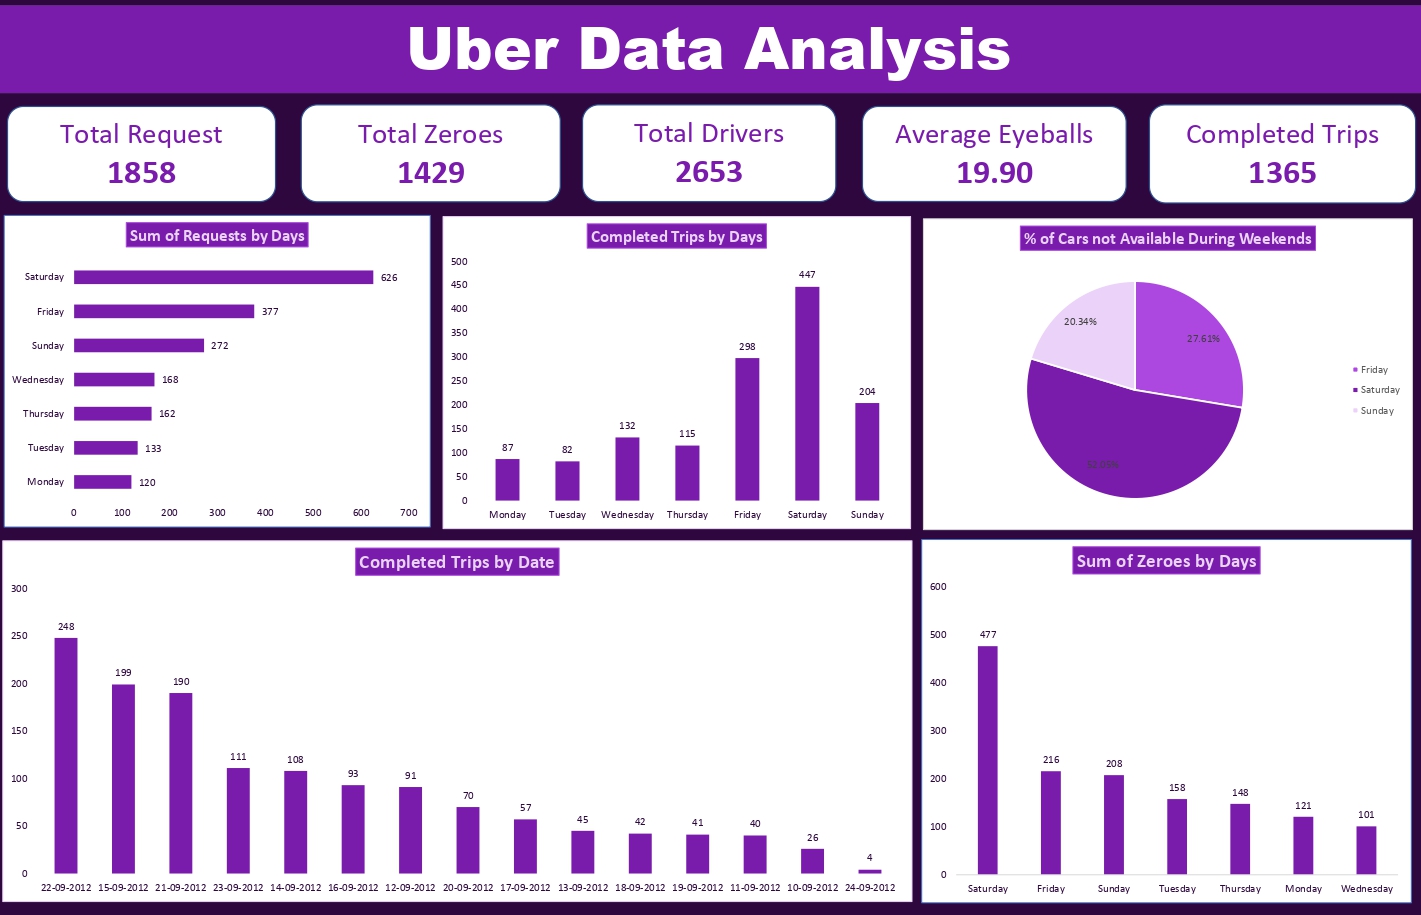 Uber Data Analysis
Total Request
1858
Total Zeroes
1429
Total Drivers
2653
Average Eyeballs
19.90
Completed Trips
1365
Sum of Requests by Days
Saturday 626
Friday 377
Sunday 272
Wednesday 168
Thursday 162
Tuesday 133
Monday 120
0 100 200 300 400 500 600 700
Completed Trips by Days
500
450
400
350
300
250
200
150
100
50
0
87 82 132 115 298 447 204
Monday Tuesday Wednesday Thursday Friday Saturday Sunday
% of Cars not Available During Weekends
20.34%
27.61%
Friday
Saturday
Sunday
Completed Trips by Date
300
250
200
150
100
50
0
248 199 190 111 108 93 91 70 57 45 42 41 40 26 4
22-09-2012 15-09-2012 21-09-2012 23-09-2012 14-09-2012 16-09-2012 12-09-2012 20-09-2012 17-09-2012 13-09-2012 18-09-2012 19-09-2012 11-09-2012 10-09-2012 24-09-2012
Sum of Zeroes by Days
600
500
400
300
200
100
0
477 216 208 158 148 121 101
Saturday Friday Sunday Tuesday Thursday Monday Wednesday